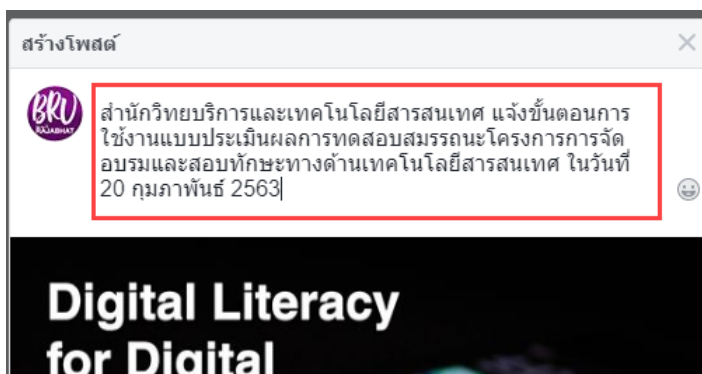 สร้างโพสต์
BRU
RAJABHAT
สำนักวิทยบริการและเทคโนโลยีสารสนเทศ แจ้งขั้นตอนการ
ใช้งานแบบประเมินผลการทดสอบสมรรถนะโครงการการจัด
อบรมและสอบทักษะทางด้านเทคโนโลยีสารสนเทศ ในวันที่
20 กุมภาพันธ์ 2563
Digital Literacy
for Digital